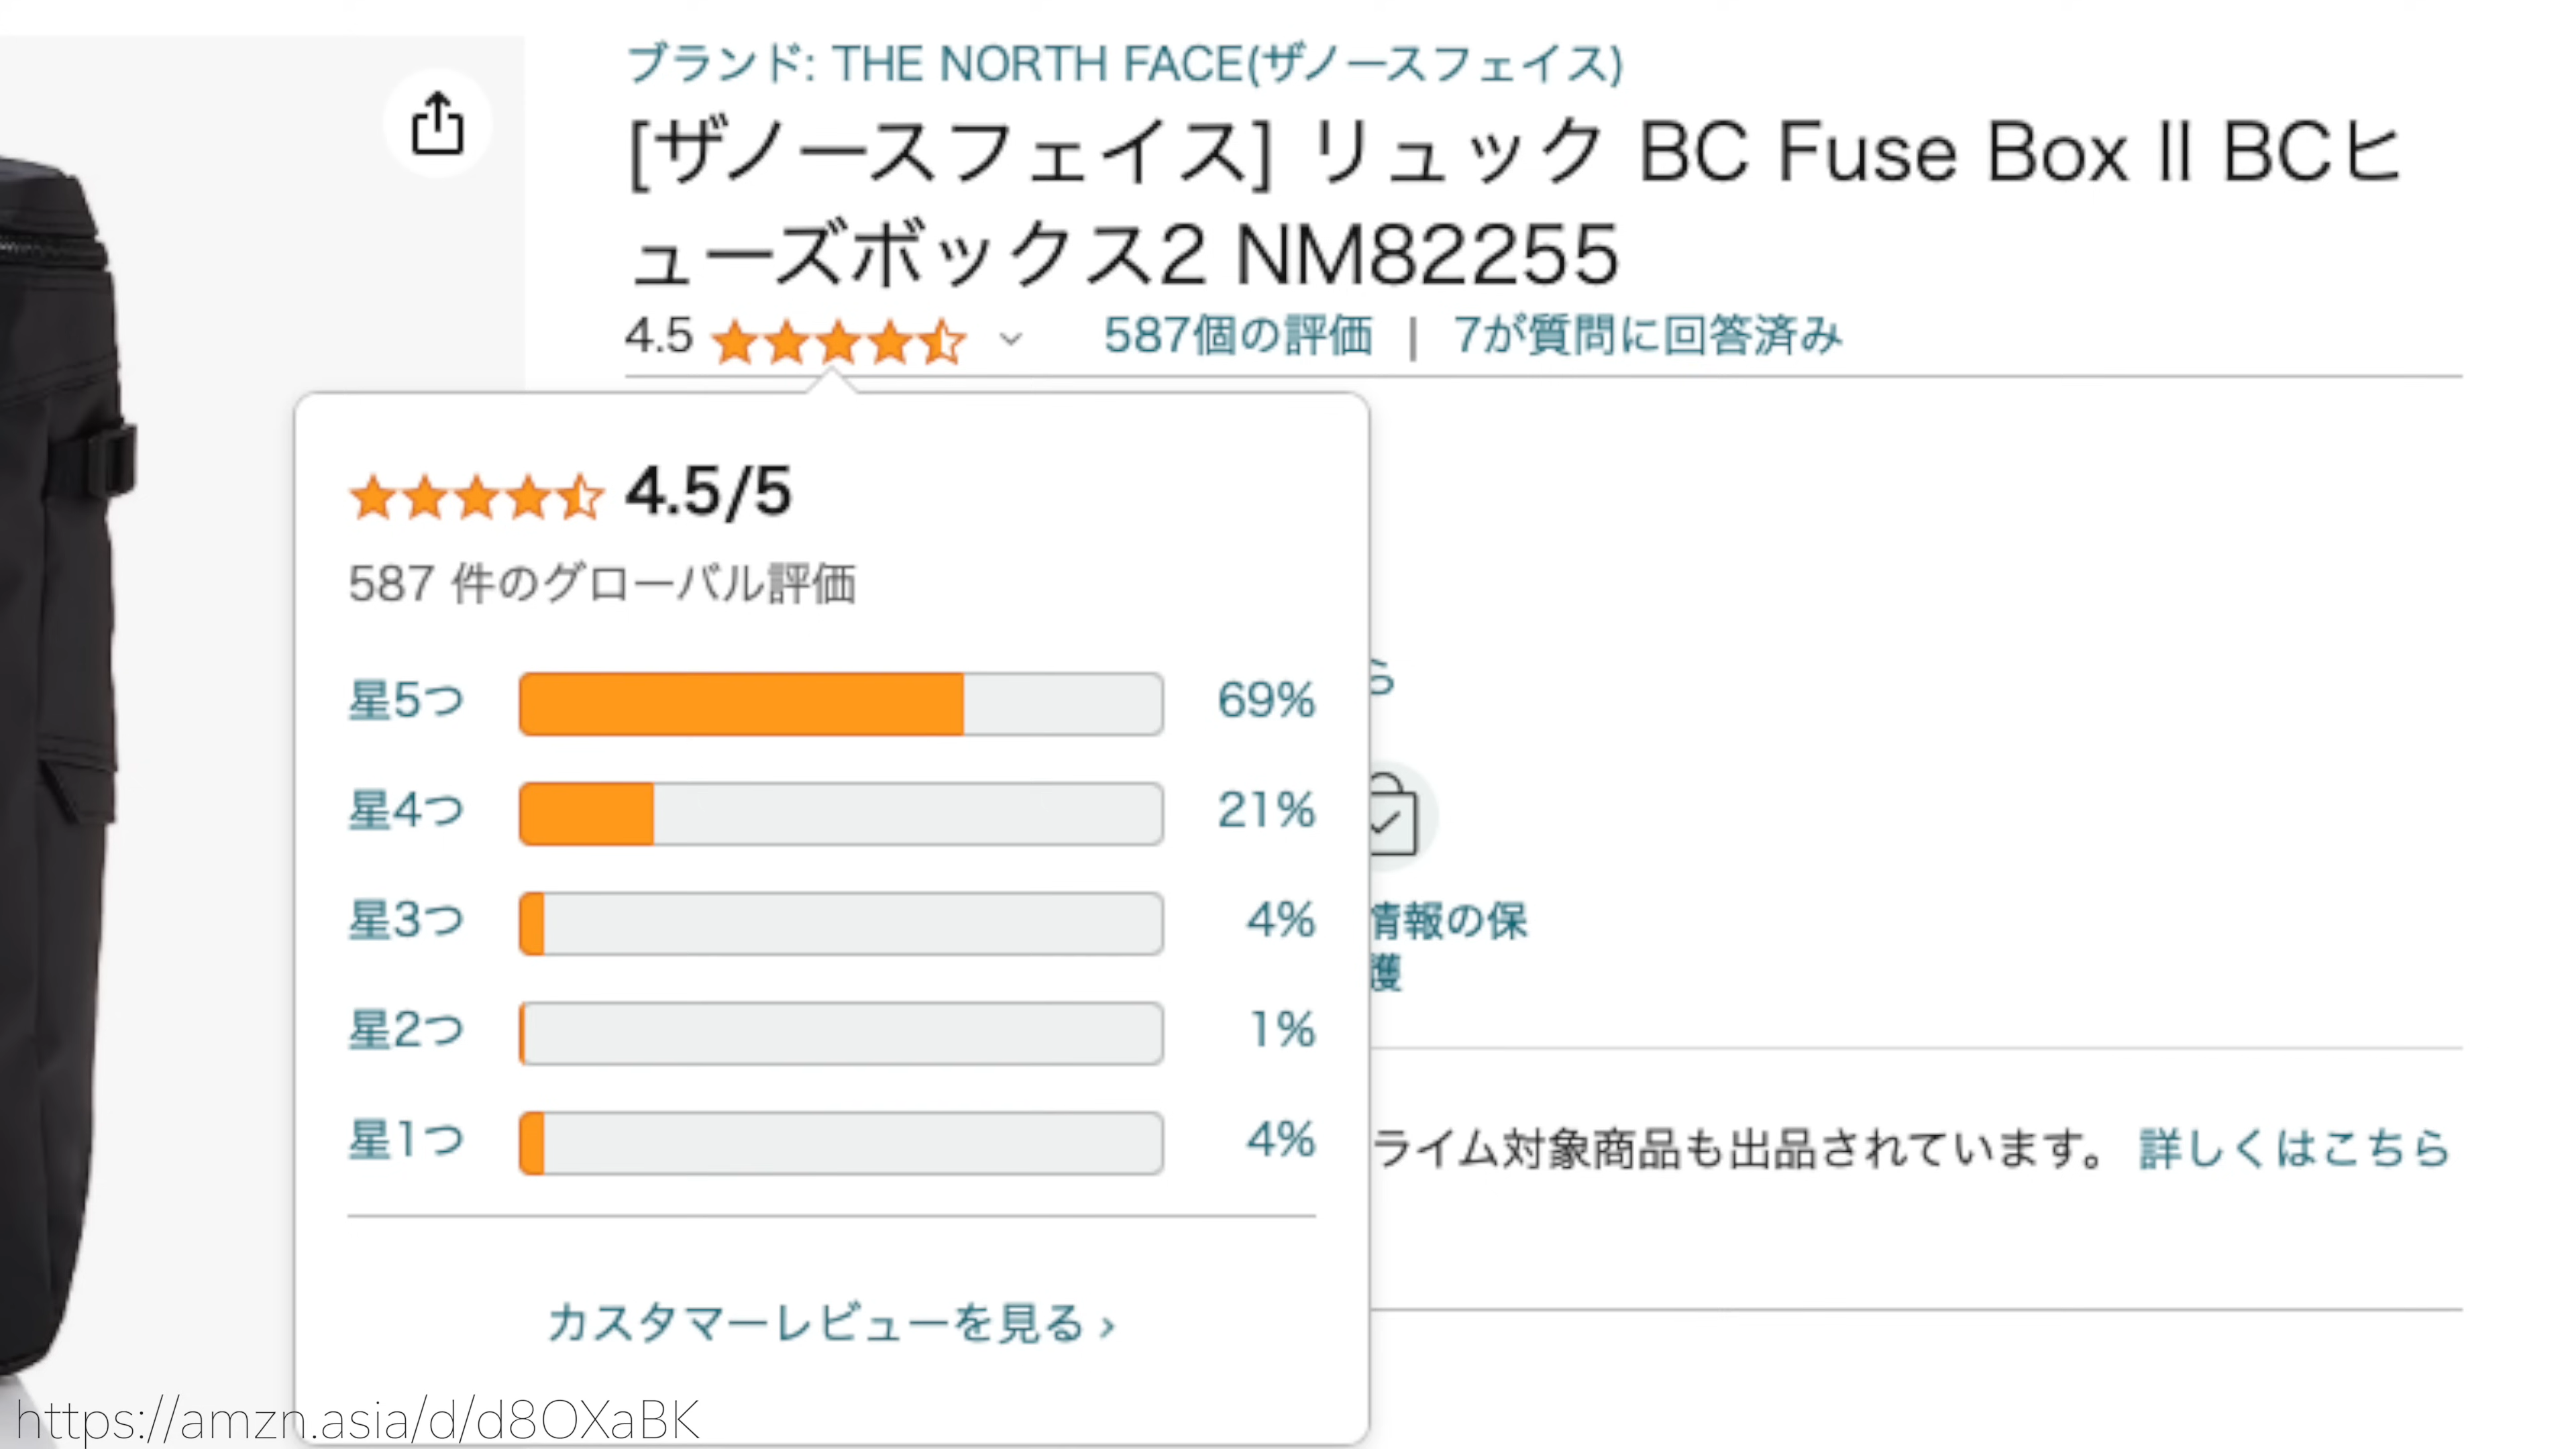 ブランド: THE NORTH FACE(ザノースフェイス)
[ザノースフェイス] リュック BC Fuse Box II BCヒ
ューズボックス2 NM82255
4.5 587個の評価 | 7が質問に回答済み
4.5/5
587 件のグローバル評価
星5つ 69%
ら
星4つ 21%
星3つ 4%
情報の保
護
星2つ 1%
星1つ 4%
ライム対象商品も出品されています。 詳しくはこちら
カスタマーレビューを見る ›
https://amzn.asia/d/d8OXaBK